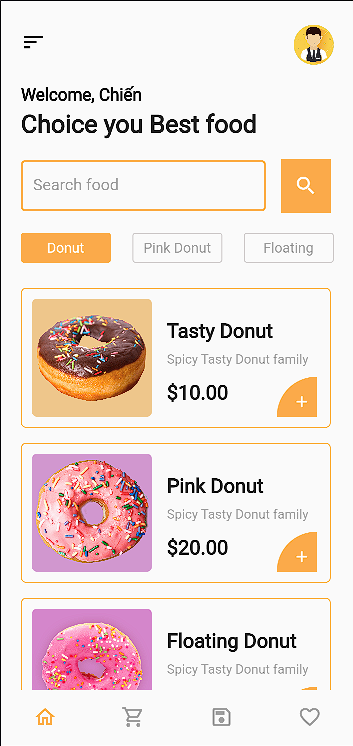 Welcome, Chiến
Choice you Best food
Search food
Donut
Pink Donut
Floating
Tasty Donut
Spicy Tasty Donut family
$10.00
+
Pink Donut
Spicy Tasty Donut family
$20.00
+
Floating Donut
Spicy Tasty Donut family